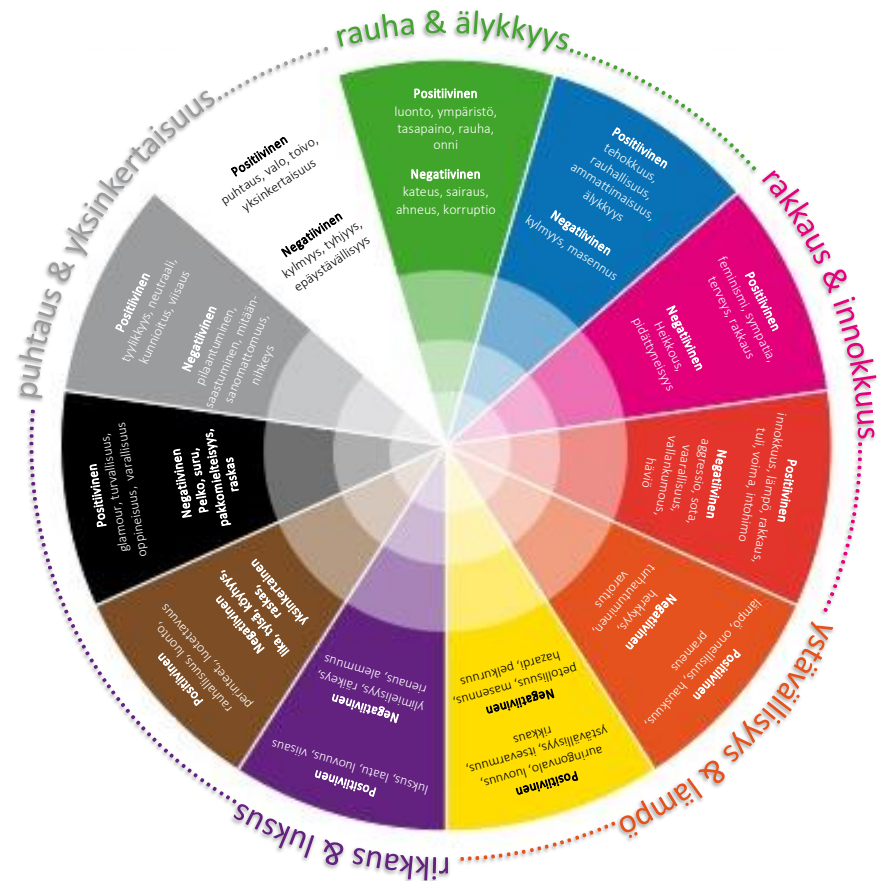 rauha & älykkyys
rakkaus & innokkuus
ystävällisyys & lämpö
rikkaus & luksus
puhtaus & yksinkertaisuus
Positiivinen
luonto, ympäristö,
tasapaino, rauha,
onni
Negatiivinen
kateus, sairaus,
ahneus, korruptio
Positiivinen
tehokkuus,
rauhallisuus,
ammattimaisuus,
älykkyys
Negatiivinen
kylmyys, masennus
Positiivinen
feminismi, sympatia,
terveys, rakkaus
Negatiivinen
Heikkous,
pidättyneisyys
Positiivinen
innokkuus, lämpö, rakkaus,
tuli, voima, intohimo
Negatiivinen
aggressio, sota,
vaarallisuus,
vallankumous,
häviö
Positiivinen
lämpö, onnellisuus, hauskuus,
prameus
Negatiivinen
herkkyys,
turhautuminen,
varoitus
Positiivinen
auringonvalo, luovuus,
ystävällisyys, itsevarmuus,
rikkaus
Negatiivinen
petollisuus, masennus,
hazardi, pelkuruus
Positiivinen
luksus, laatu, luovuus, viisaus
Negatiivinen
ylimielisyys, räikeys,
rienaus, alemmuus
Positiivinen
rauhallisuus, luonto,
perinteet, luotettavuus
Negatiivinen
lika, tylsä, köyhyys,
raskas,
yksinkertainen
Positiivinen
glamour, turvallisuus,
oppineisuus, varallisuus
Negatiivinen
Pelko, suru,
pakkomielteisyys,
raskas
Positiivinen
tyylikkyys, neutraali,
kunnioitus, viisaus
Negatiivinen
pilaantuminen,
saastuminen, mitään-
sanomattomuus,
nihkeys
Positiivinen
puhtaus, valo, toivo,
yksinkertaisuus
Negatiivinen
kylmyys, tyhjyys,
epäystävällisyys